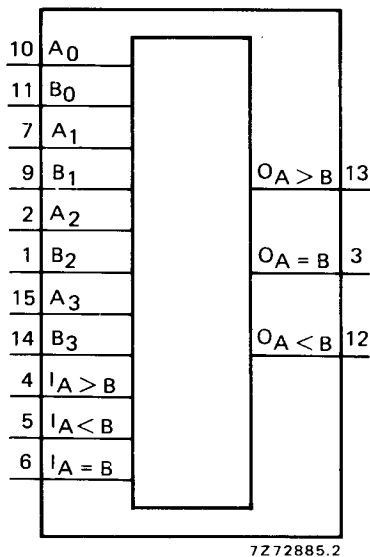 10 A0
11 B0
7 A1
9 B1
OA > B 13
2 A2
1 B2
OA = B 3
15 A3
14 B3
OA < B 12
4 IA > B
5 IA < B
6 IA = B
7Z72885.2